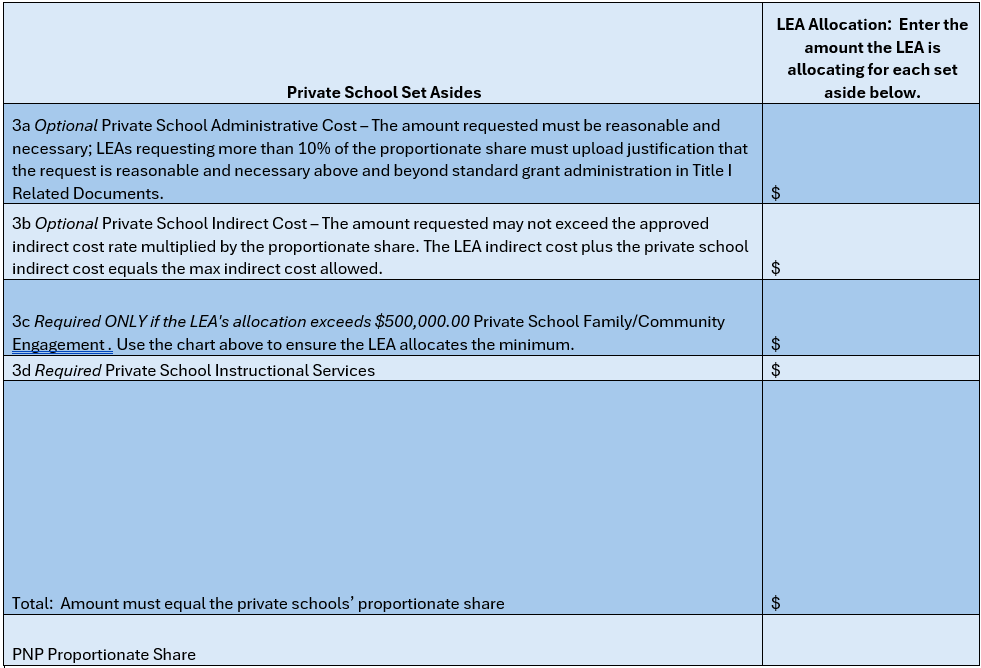 Private School Set Asides
LEA Allocation: Enter the
amount the LEA is
allocating for each set
aside below.
3a Optional Private School Administrative Cost – The amount requested must be reasonable and
necessary; LEAs requesting more than 10% of the proportionate share must upload justification that
the request is reasonable and necessary above and beyond standard grant administration in Title I
Related Documents.
$
3b Optional Private School Indirect Cost – The amount requested may not exceed the approved
indirect cost rate multiplied by the proportionate share. The LEA indirect cost plus the private school
indirect cost equals the max indirect cost allowed.
$
3c Required ONLY if the LEA's allocation exceeds $500,000.00 Private School Family/Community
Engagement . Use the chart above to ensure the LEA allocates the minimum.
$
3d Required Private School Instructional Services
$
Total: Amount must equal the private schools’ proportionate share
$
PNP Proportionate Share